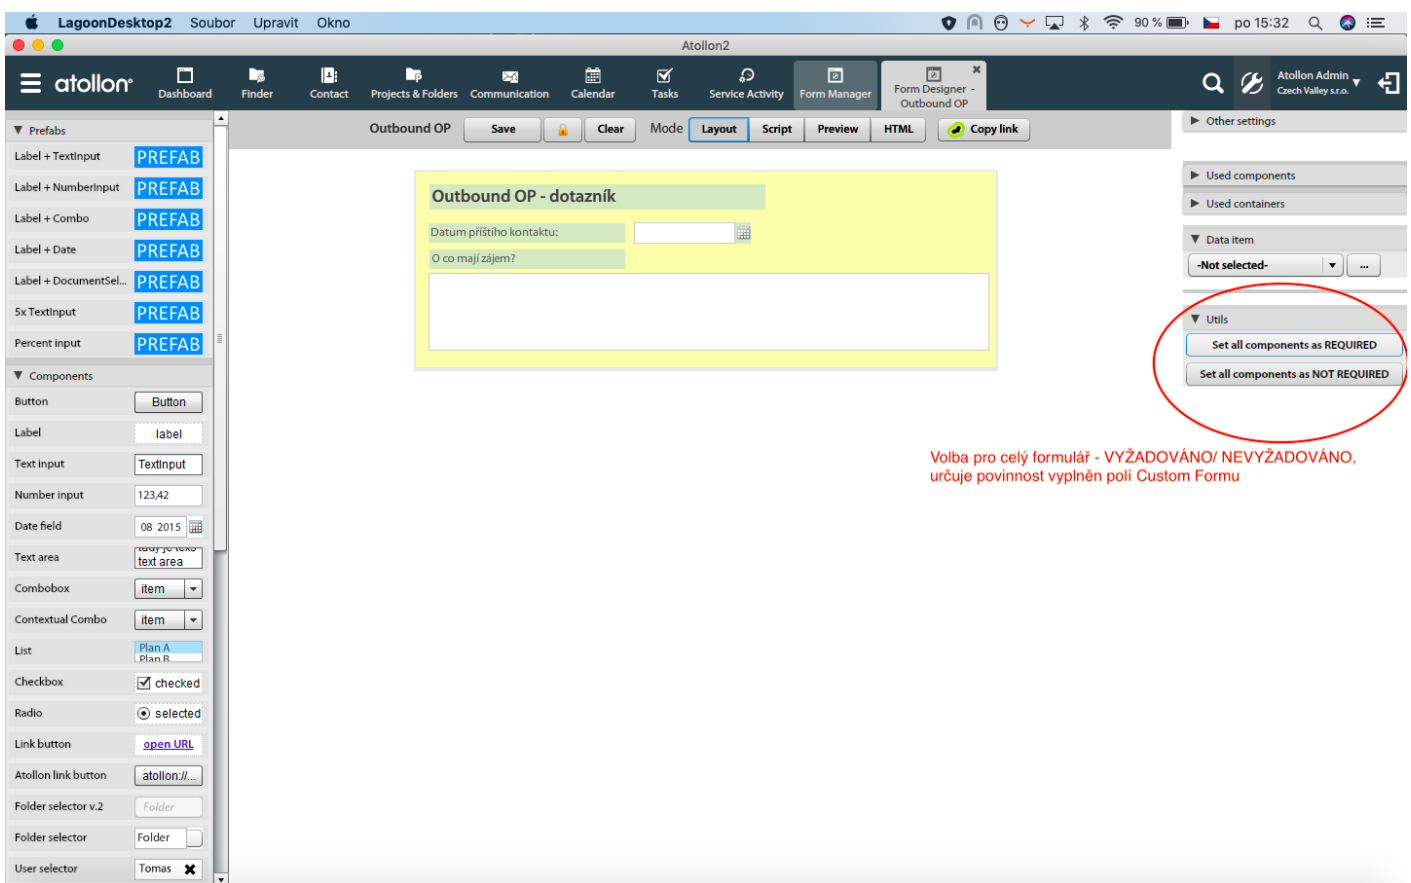 LagoonDesktop2 Soubor Upravit Okno 90 % po 15:32
Atollon2
atollon Dashboard Finder Contact Projects & Folders Communication Calendar Tasks Service Activity Form Manager Form Designer - Outbound OP Atollon Admin
Czech Valley s.r.o.
Outbound OP Save Clear Mode Layout Script Preview HTML Copy link
Prefabs
Label + TextInput PREFAB
Label + NumberInput PREFAB
Label + Combo PREFAB
Label + Date PREFAB
Label + DocumentSel... PREFAB
5x TextInput PREFAB
Percent input PREFAB
Components
Button Button
Label label
Text input TextInput
Number input 123,42
Date field 08 2015
Text area text area
Combobox item
Contextual Combo item
List Plan A
Plan B
Checkbox checked
Radio selected
Link button open URL
Atollon link button atollon://...
Folder selector v.2 Folder
Folder selector Folder
User selector Tomas
Outbound OP - dotazník
Datum příštího kontaktu:
O co mají zájem?
Other settings
Used components
Used containers
Data item
-Not selected- ...
Utils
Set all components as REQUIRED
Set all components as NOT REQUIRED
Volba pro celý formulář - VYŽADOVÁNO/ NEVYŽADOVÁNO,
určuje povinnost vyplněn polí Custom Formu